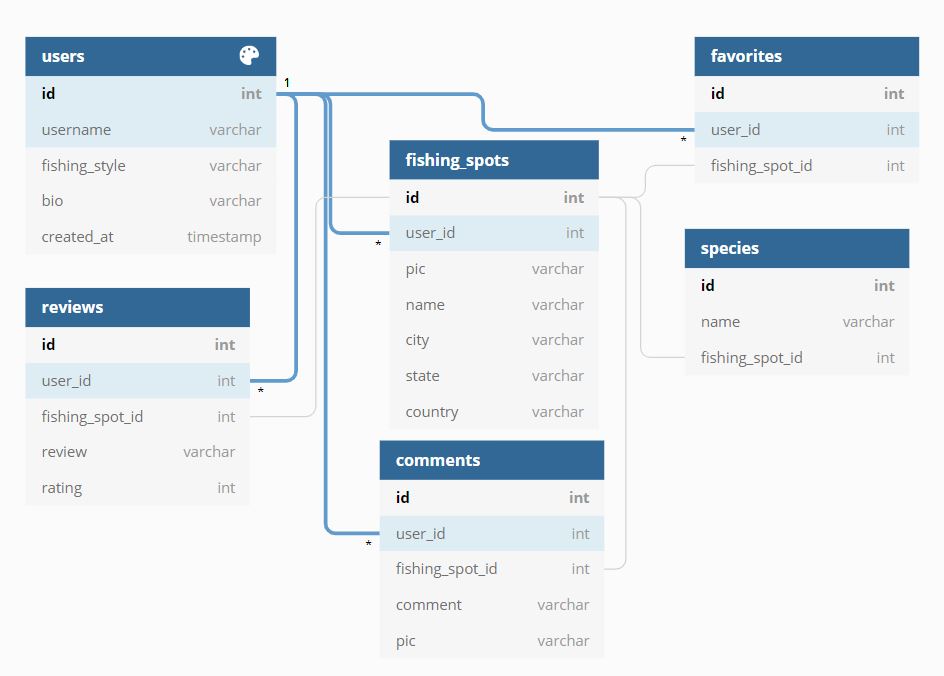 users
id int
username varchar
fishing_style varchar
bio varchar
created_at timestamp
1
favorites
id int
user_id int
*
fishing_spot_id int
fishing_spots
id int
user_id int
*
pic varchar
name varchar
city varchar
state varchar
country varchar
species
id int
name varchar
fishing_spot_id int
reviews
id int
user_id int
*
fishing_spot_id int
review varchar
rating int
comments
id int
user_id int
*
fishing_spot_id int
comment varchar
pic varchar